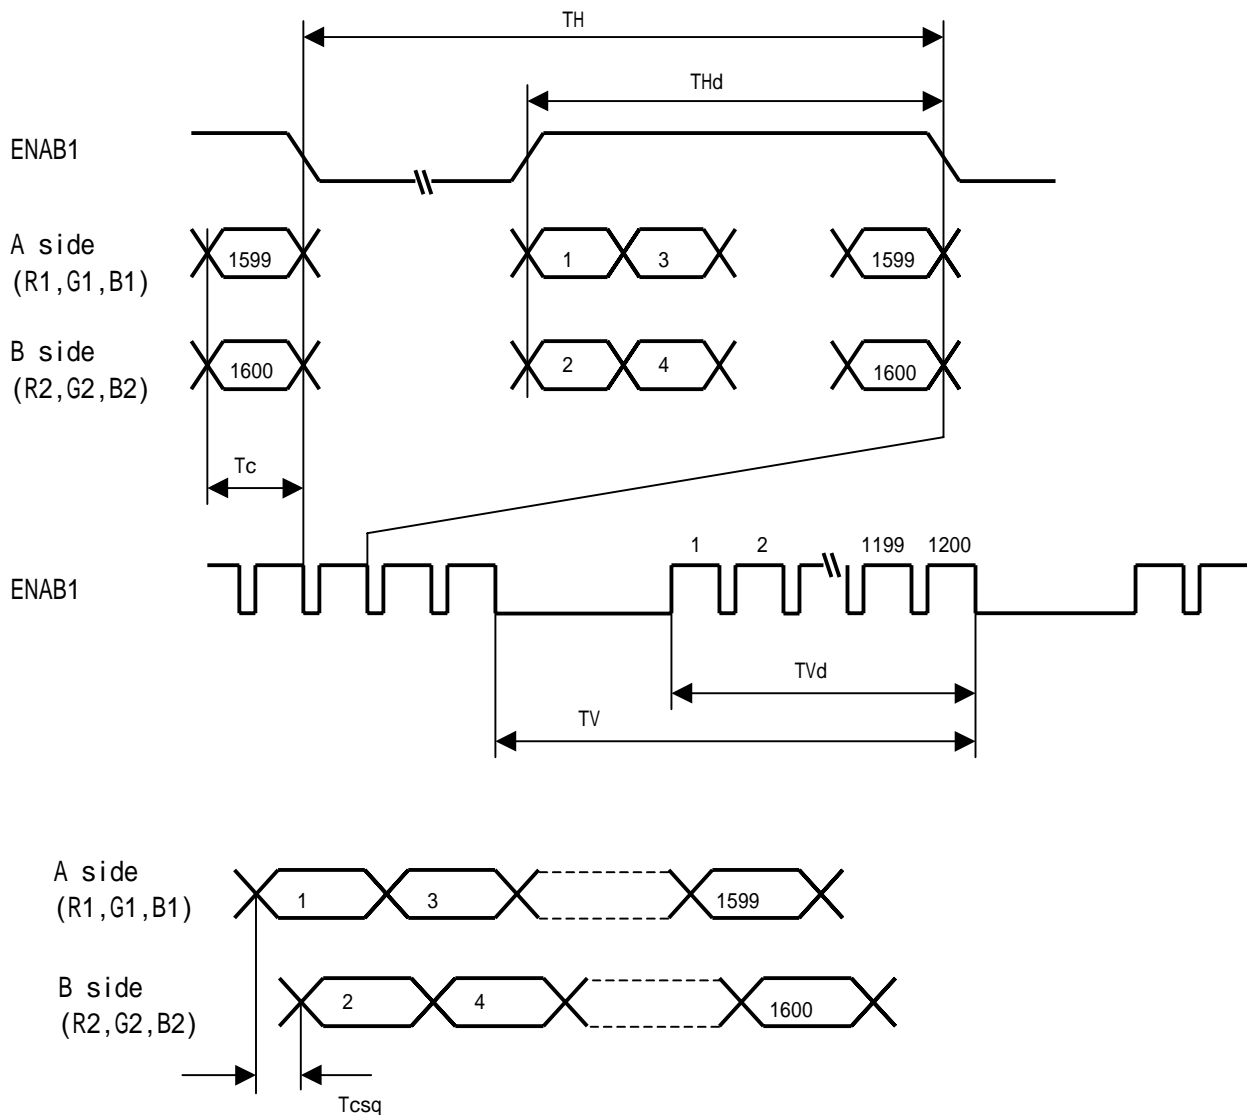 TH
THd
ENAB1
A side
(R1,G1,B1)
1599 1 3 1599
B side
(R2,G2,B2)
1600 2 4 1600
Tc
1 2 1199 1200
ENAB1
TVd
TV
A side
(R1,G1,B1)
1 3 1599
B side
(R2,G2,B2)
2 4 1600
Tcsq